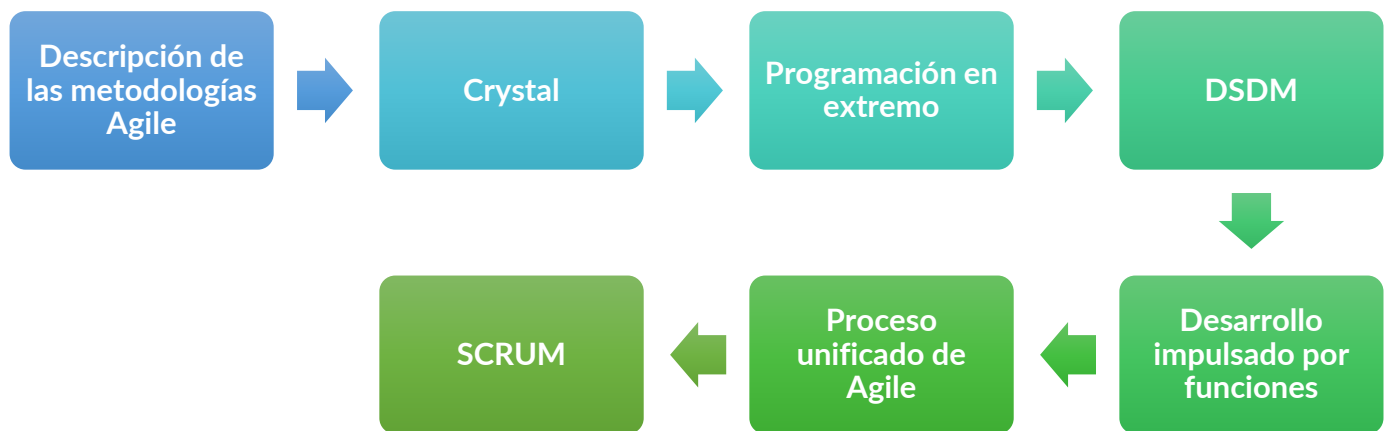 Descripción de
las metodologías
Agile
Crystal
Programación en
extremo
DSDM
Desarrollo
impulsado por
funciones
Proceso
unificado de
Agile
SCRUM